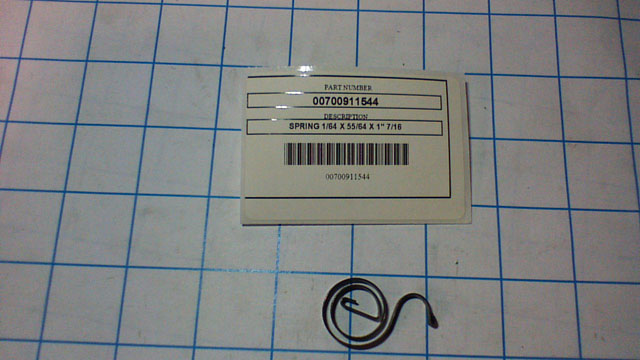 PART NUMBER
00700911544
DESCRIPTION
SPRING 1/64 X 55/64 X 1" 7/16
00700911544